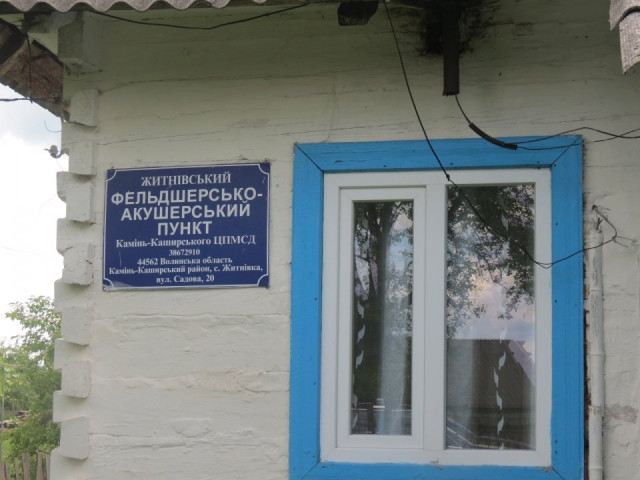 ЖИТНІВСЬКИЙ
ФЕЛЬДШЕРСЬКО-
АКУШЕРСЬКИЙ
ПУНКТ
Камінь-Каширського ЦПМСД
38672910
44562 Волинська область
Камінь-Каширський район, с. Житнівка,
вул. Садова, 20